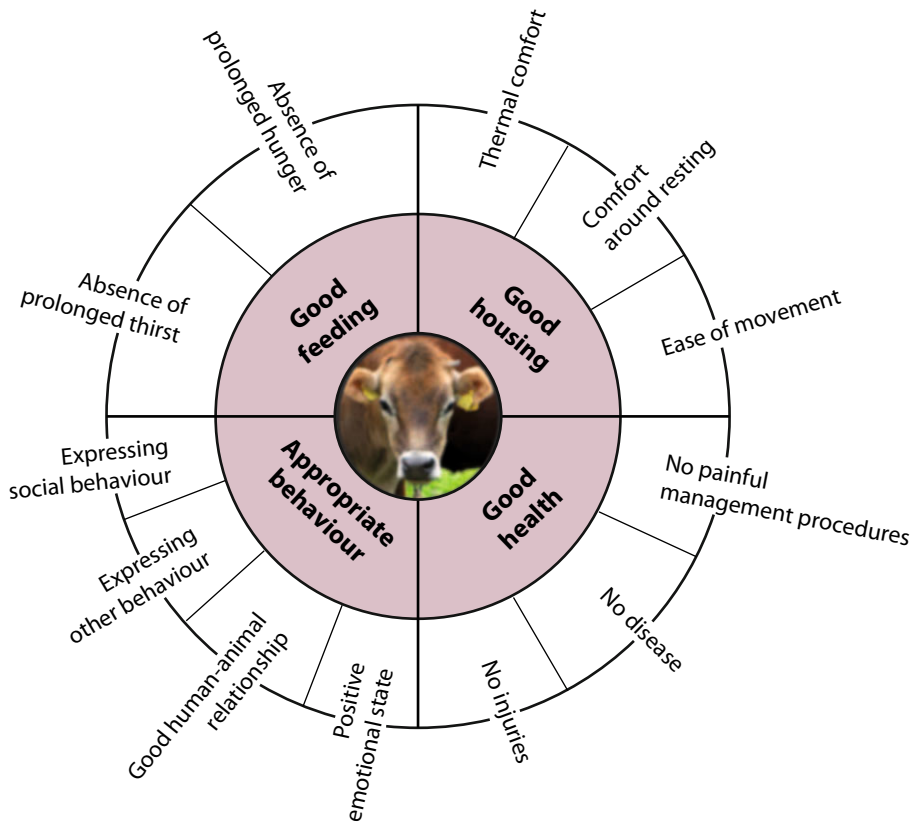 Absence of
prolonged hunger
Absence of
prolonged thirst
Good
feeding
Thermal comfort
Comfort
around resting
Ease of movement
Good
housing
Expressing
social behaviour
Expressing
other behaviour
Good human-animal
relationship
Positive
emotional state
Appropriate
behaviour
No painful
management procedures
No disease
No injuries
Good
health